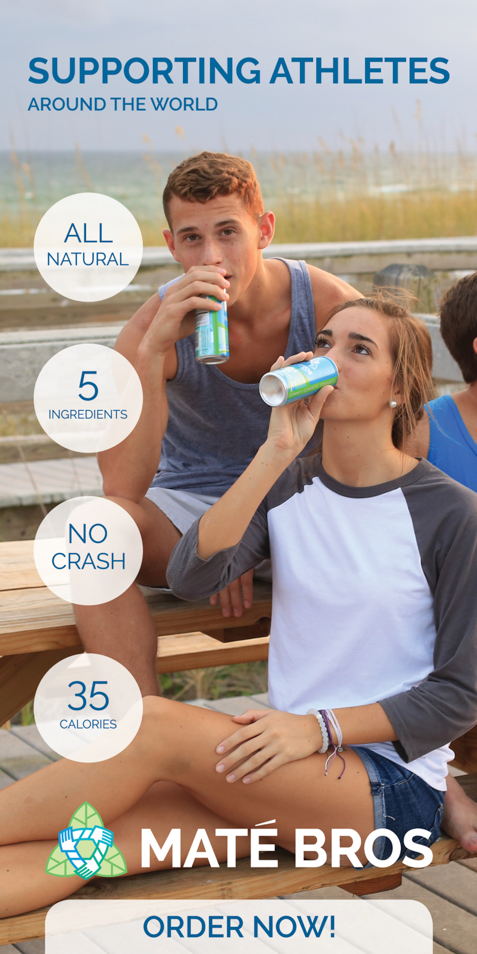 SUPPORTING ATHLETES
AROUND THE WORLD
ALL
NATURAL
5
INGREDIENTS
NO
CRASH
35
CALORIES
MATÉ BROS
ORDER NOW!